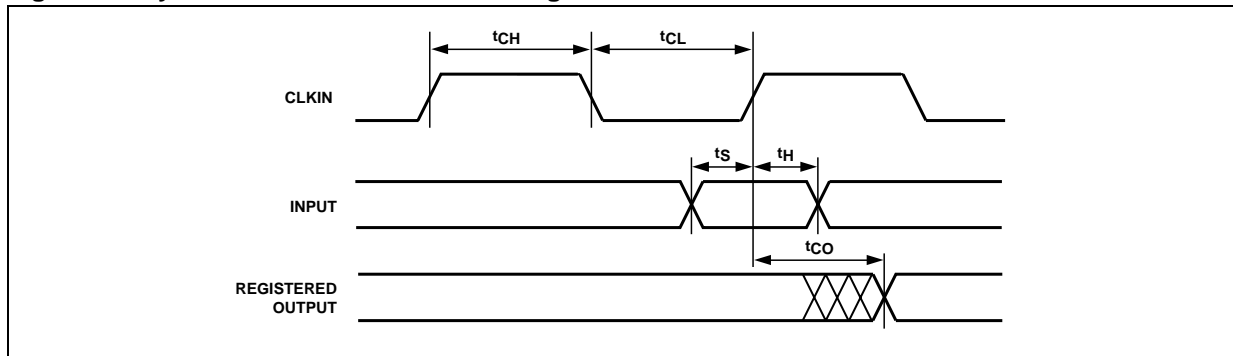 tCH
tCL
CLKIN
tS
tH
INPUT
tCO
REGISTERED
OUTPUT